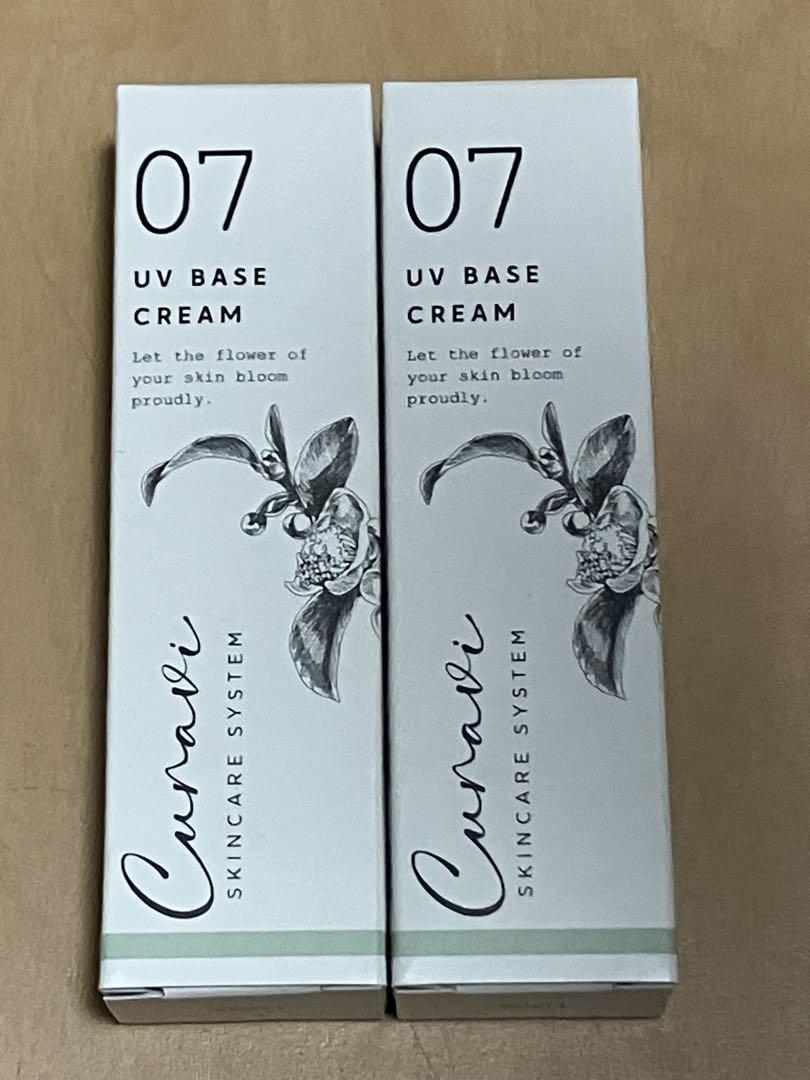 07
UV BASE
CREAM
Let the flower of
your skin bloom
proudly.
Curavi
SKINCARE SYSTEM
07
UV BASE
CREAM
Let the flower of
your skin bloom
proudly.
Curavi
SKINCARE SYSTEM